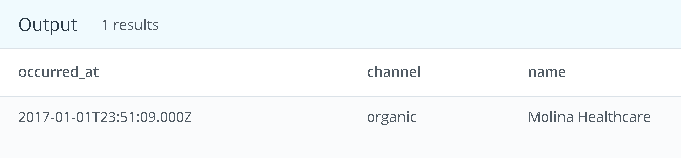 Output 1 results
occurred_at channel name
2017-01-01T23:51:09.000Z organic Molina Healthcare